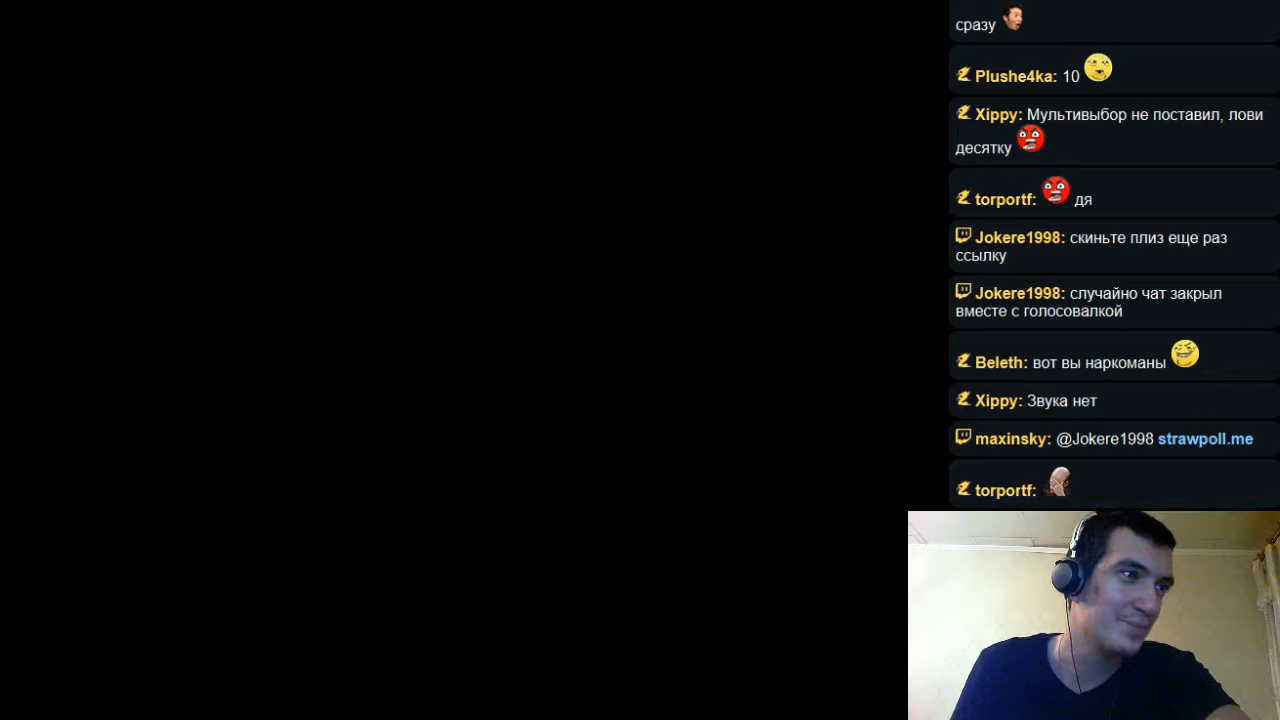 сразу
Plushe4ka: 10
Xippy: Мультивыбор не поставил, лови
десятку
torportf: дя
Jokere1998: скиньте плиз еще раз
ссылку
Jokere1998: случайно чат закрыл
вместе с голосовалкой
Beleth: вот вы наркоманы
Xippy: Звука нет
maxinsky: @Jokere1998 strawpoll.me
torportf: